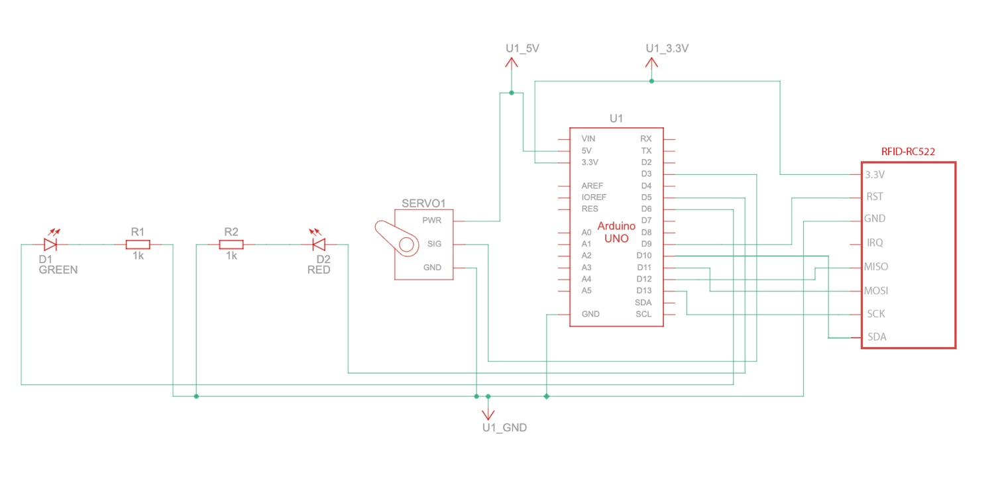 U1_5V
U1_3.3V
U1
VIN
5V
3.3V
AREF
IOREF
RES
A0
A1
A2
A3
A4
A5
GND
Arduino
UNO
RX
TX
D2
D3
D4
D5
D6
D7
D8
D9
D10
D11
D12
D13
SDA
SCL
RFID-RC522
3.3V
RST
GND
IRQ
MISO
MOSI
SCK
SDA
SERVO1
PWR
SIG
GND
D1
GREEN
R1
1k
R2
1k
D2
RED
U1_GND